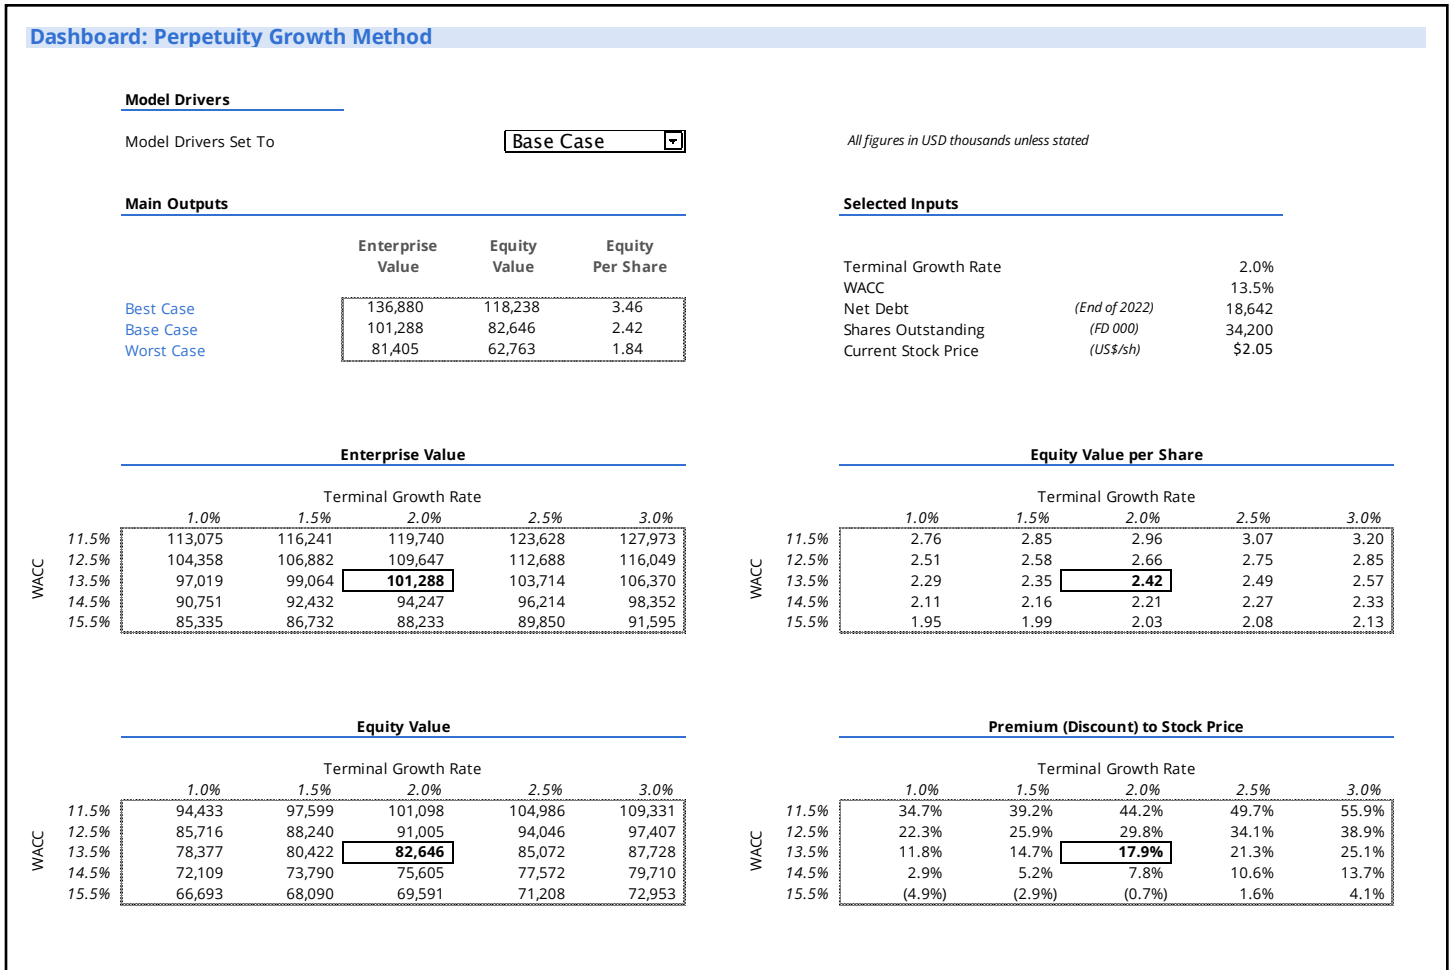 Dashboard: Perpetuity Growth Method
Model Drivers
Model Drivers Set To Base Case All figures in USD thousands unless stated
Main Outputs Selected Inputs
Enterprise Equity Equity
Value Value Per Share Terminal Growth Rate 2.0%
WACC 13.5%
Best Case 136,880 118,238 3.46 Net Debt (End of 2022) 18,642
Base Case 101,288 82,646 2.42 Shares Outstanding (FD 000) 34,200
Worst Case 81,405 62,763 1.84 Current Stock Price (US$/sh) $2.05
Enterprise Value Equity Value per Share
Terminal Growth Rate Terminal Growth Rate
1.0% 1.5% 2.0% 2.5% 3.0% 1.0% 1.5% 2.0% 2.5% 3.0%
11.5% 113,075 116,241 119,740 123,628 127,973 11.5% 2.76 2.85 2.96 3.07 3.20
12.5% 104,358 106,882 109,647 112,688 116,049 12.5% 2.51 2.58 2.66 2.75 2.85
WACC 13.5% 97,019 99,064 101,288 103,714 106,370 WACC 13.5% 2.29 2.35 2.42 2.49 2.57
14.5% 90,751 92,432 94,247 96,214 98,352 14.5% 2.11 2.16 2.21 2.27 2.33
15.5% 85,335 86,732 88,233 89,850 91,595 15.5% 1.95 1.99 2.03 2.08 2.13
Equity Value Premium (Discount) to Stock Price
Terminal Growth Rate Terminal Growth Rate
1.0% 1.5% 2.0% 2.5% 3.0% 1.0% 1.5% 2.0% 2.5% 3.0%
11.5% 94,433 97,599 101,098 104,986 109,331 11.5% 34.7% 39.2% 44.2% 49.7% 55.9%
12.5% 85,716 88,240 91,005 94,046 97,407 12.5% 22.3% 25.9% 29.8% 34.1% 38.9%
WACC 13.5% 78,377 80,422 82,646 85,072 87,728 WACC 13.5% 11.8% 14.7% 17.9% 21.3% 25.1%
14.5% 72,109 73,790 75,605 77,572 79,710 14.5% 2.9% 5.2% 7.8% 10.6% 13.7%
15.5% 66,693 68,090 69,591 71,208 72,953 15.5% (4.9%) (2.9%) (0.7%) 1.6% 4.1%